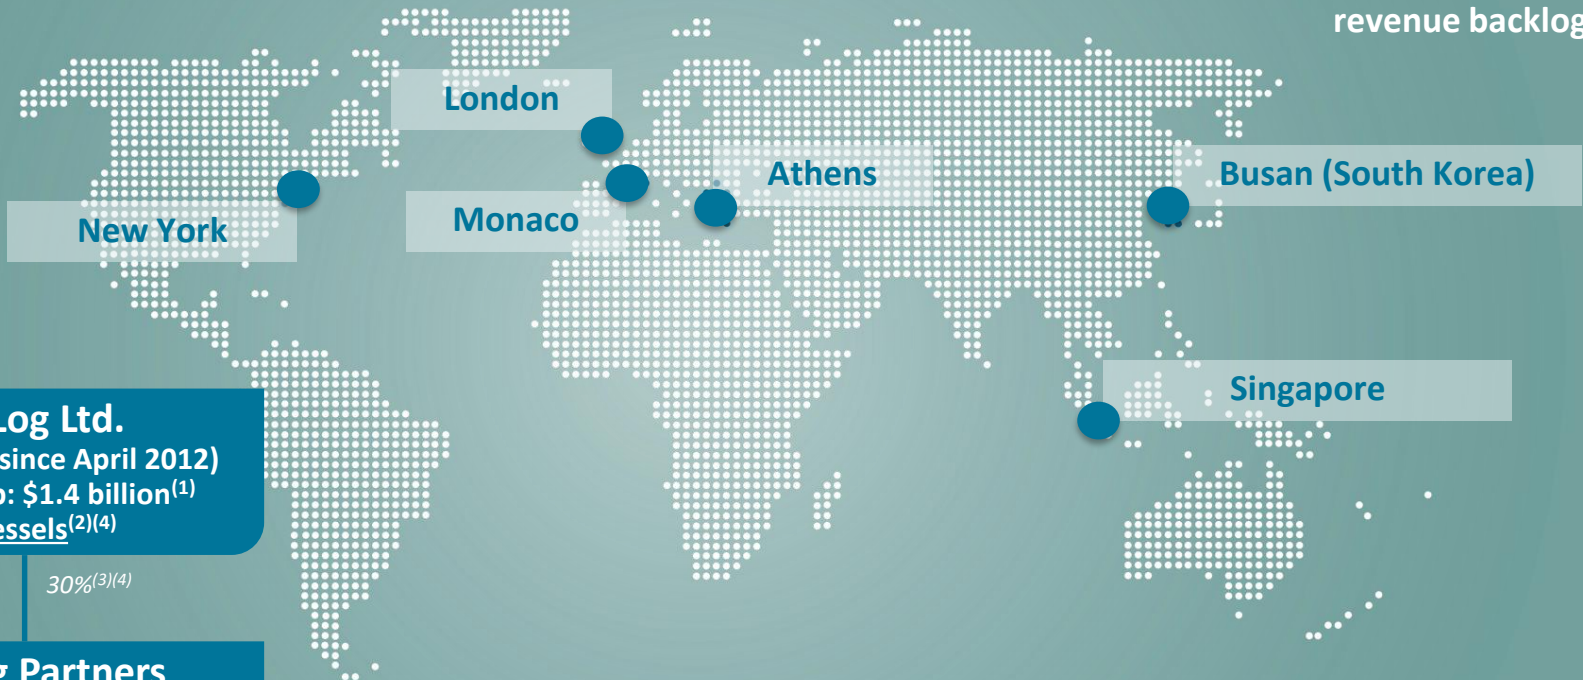 revenue backlog
London
Athens
Busan (South Korea)
Monaco
New York
Singapore
Log Ltd.
since April 2012)
p: $1.4 billion(1)
essels(2)(4)
30%(3)(4)
g Partners